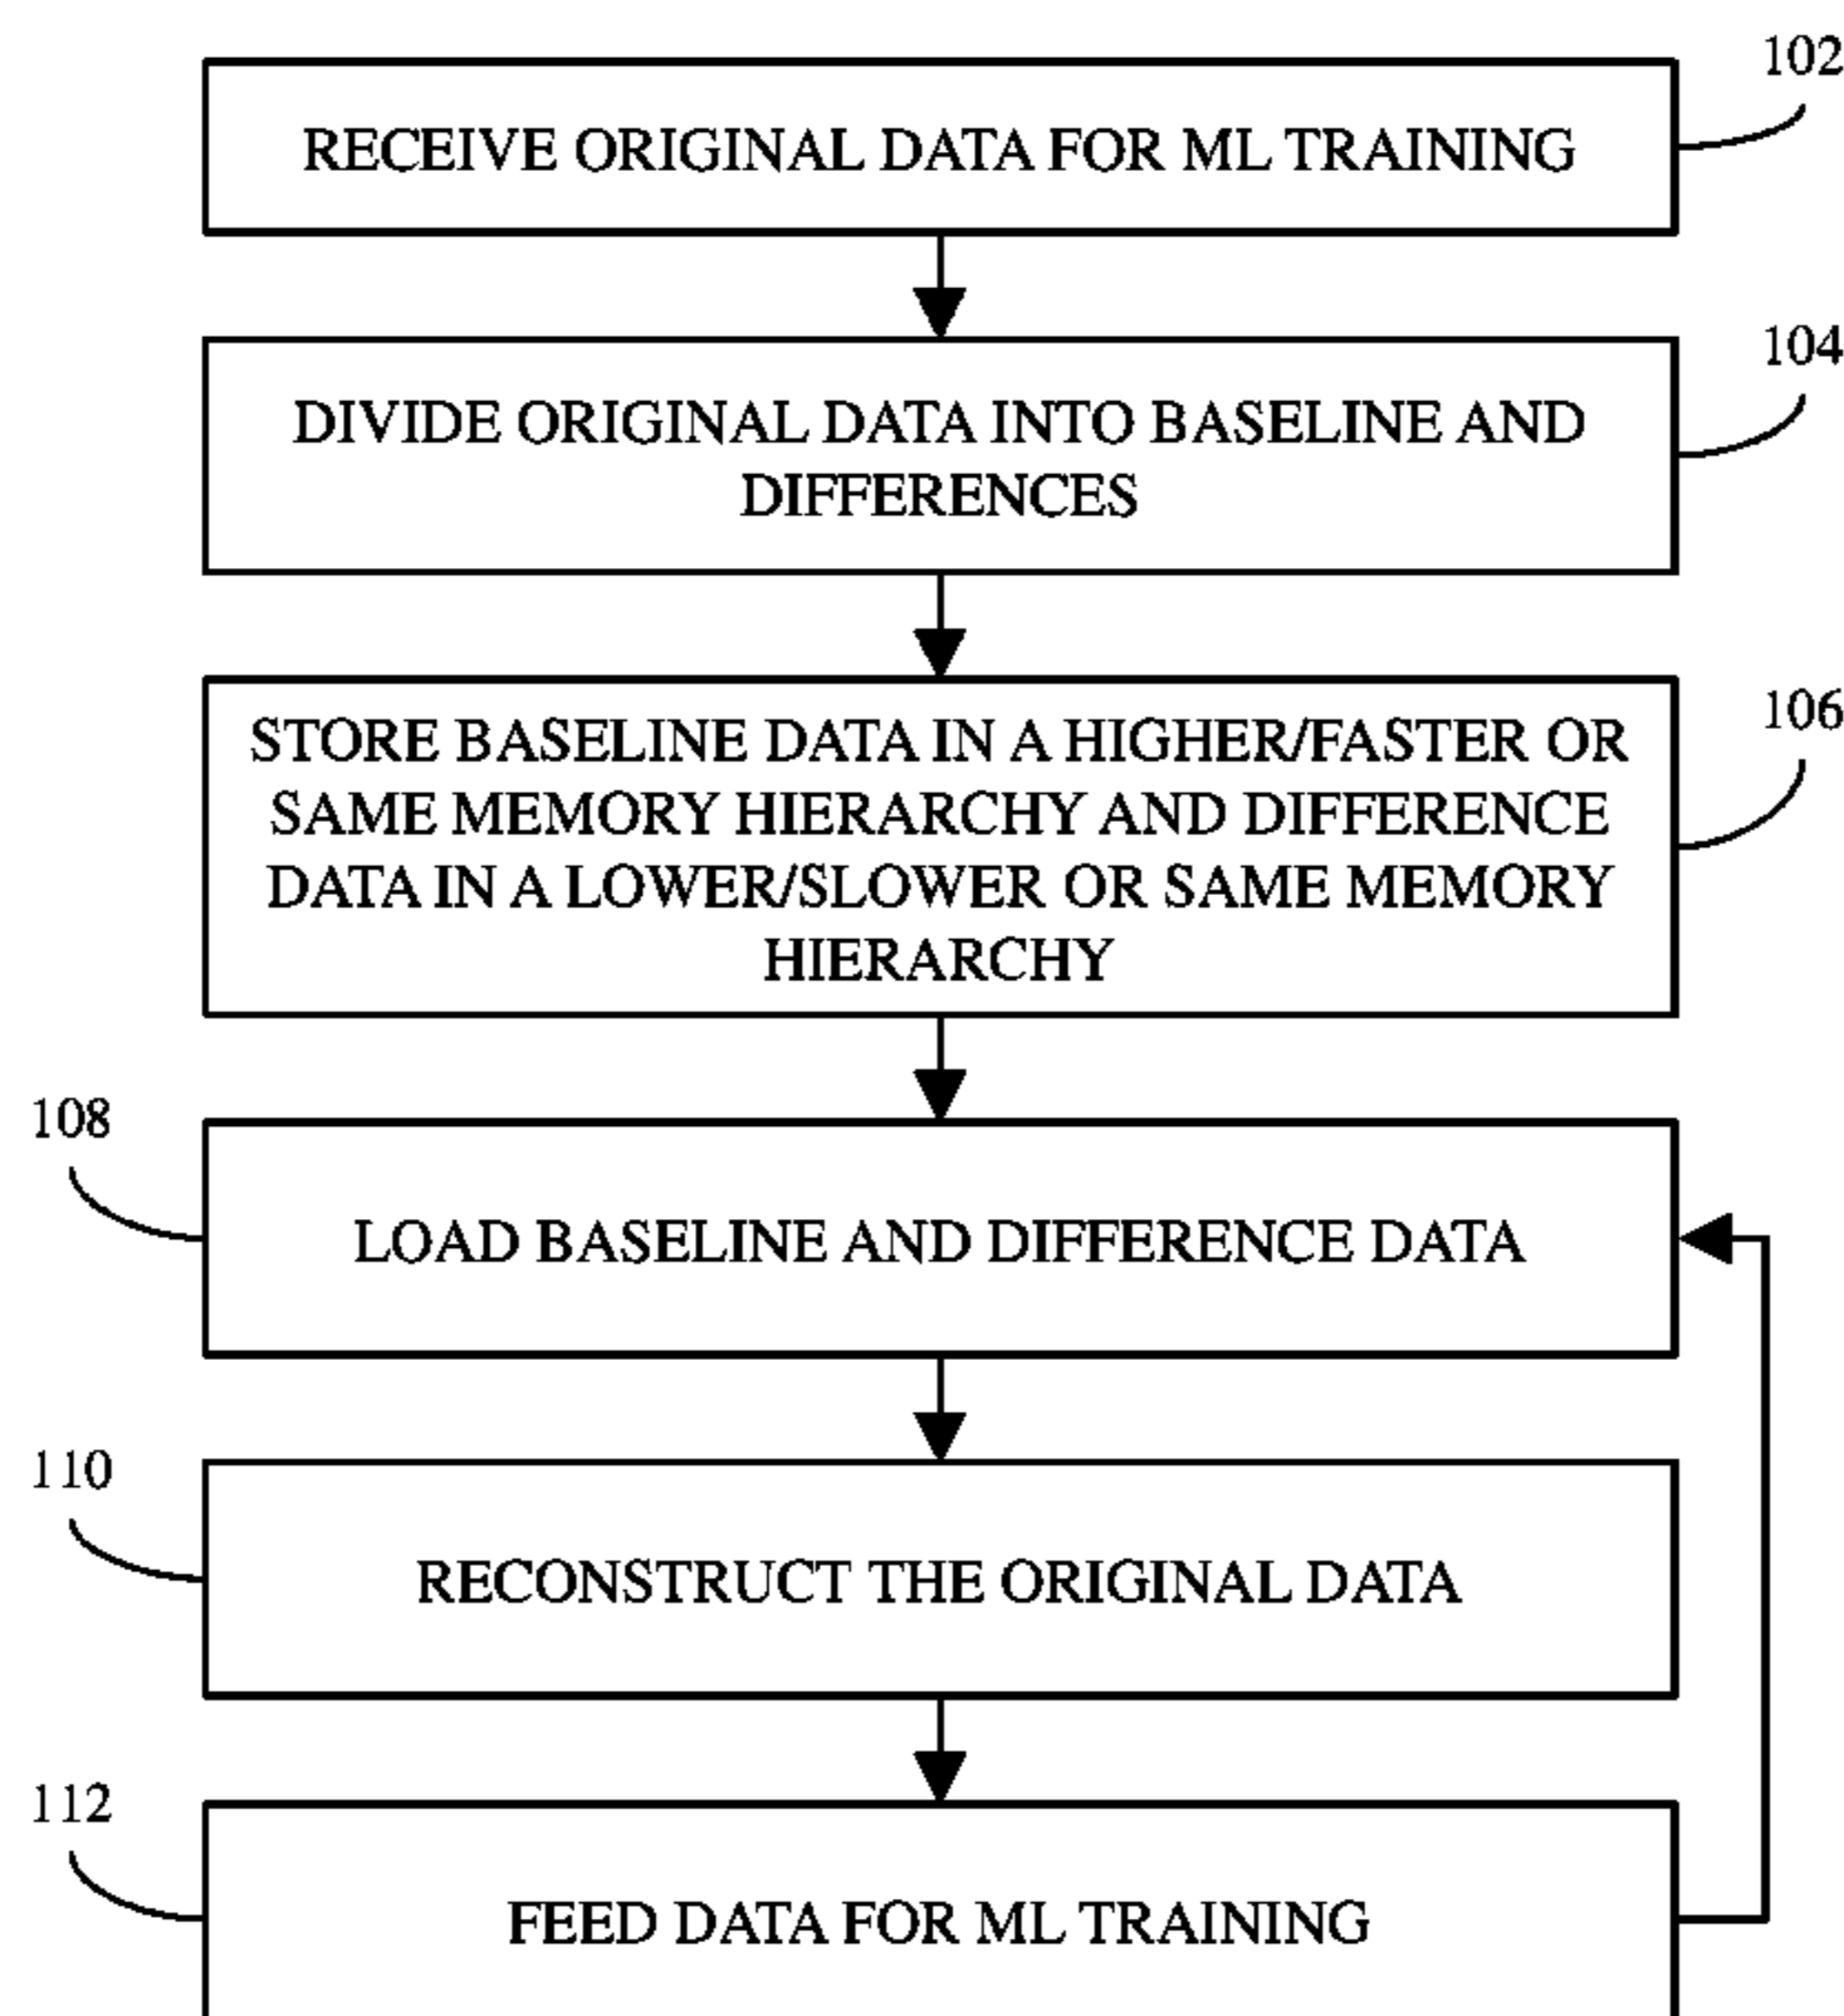 102
RECEIVE ORIGINAL DATA FOR ML TRAINING
104
DIVIDE ORIGINAL DATA INTO BASELINE AND
DIFFERENCES
106
STORE BASELINE DATA IN A HIGHER/FASTER OR
SAME MEMORY HIERARCHY AND DIFFERENCE
DATA IN A LOWER/SLOWER OR SAME MEMORY
HIERARCHY
108
LOAD BASELINE AND DIFFERENCE DATA
110
RECONSTRUCT THE ORIGINAL DATA
112
FEED DATA FOR ML TRAINING